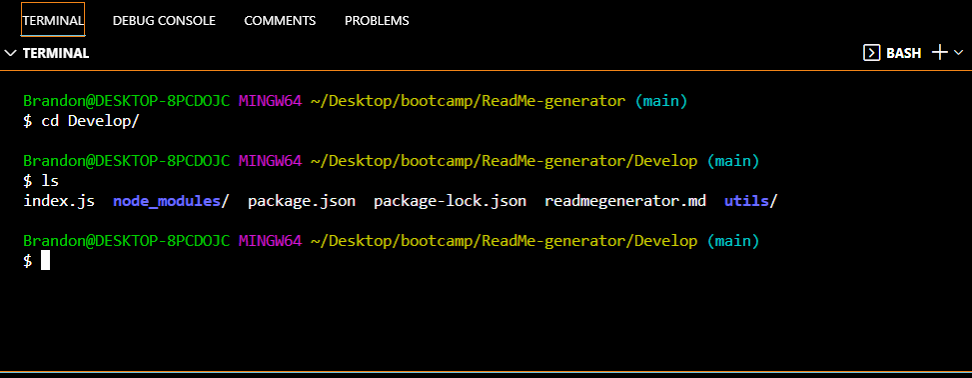 TERMINAL DEBUG CONSOLE COMMENTS PROBLEMS
TERMINAL BASH
Brandon@DESKTOP-8PCDOJC MINGW64 ~/Desktop/bootcamp/ReadMe-generator (main)
$ cd Develop/
Brandon@DESKTOP-8PCDOJC MINGW64 ~/Desktop/bootcamp/ReadMe-generator/Develop (main)
$ ls
index.js node_modules/ package.json package-lock.json readmegenerator.md utils/
Brandon@DESKTOP-8PCDOJC MINGW64 ~/Desktop/bootcamp/ReadMe-generator/Develop (main)
$